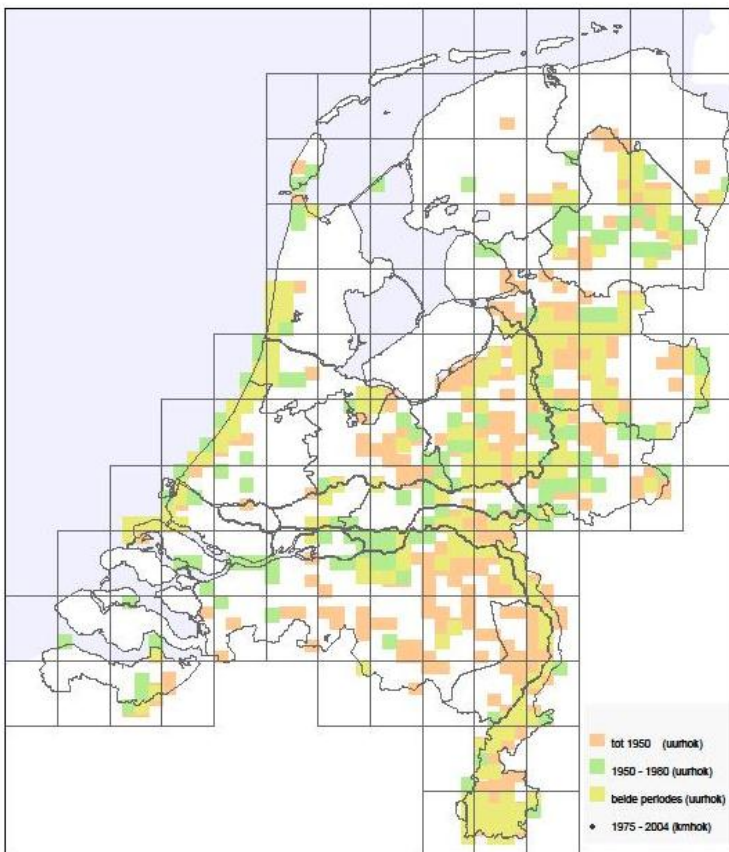 tot 1950 (uurhok)
1950 - 1980 (uurhok)
beide periodes (uurhok)
1975 - 2004 (kmhok)